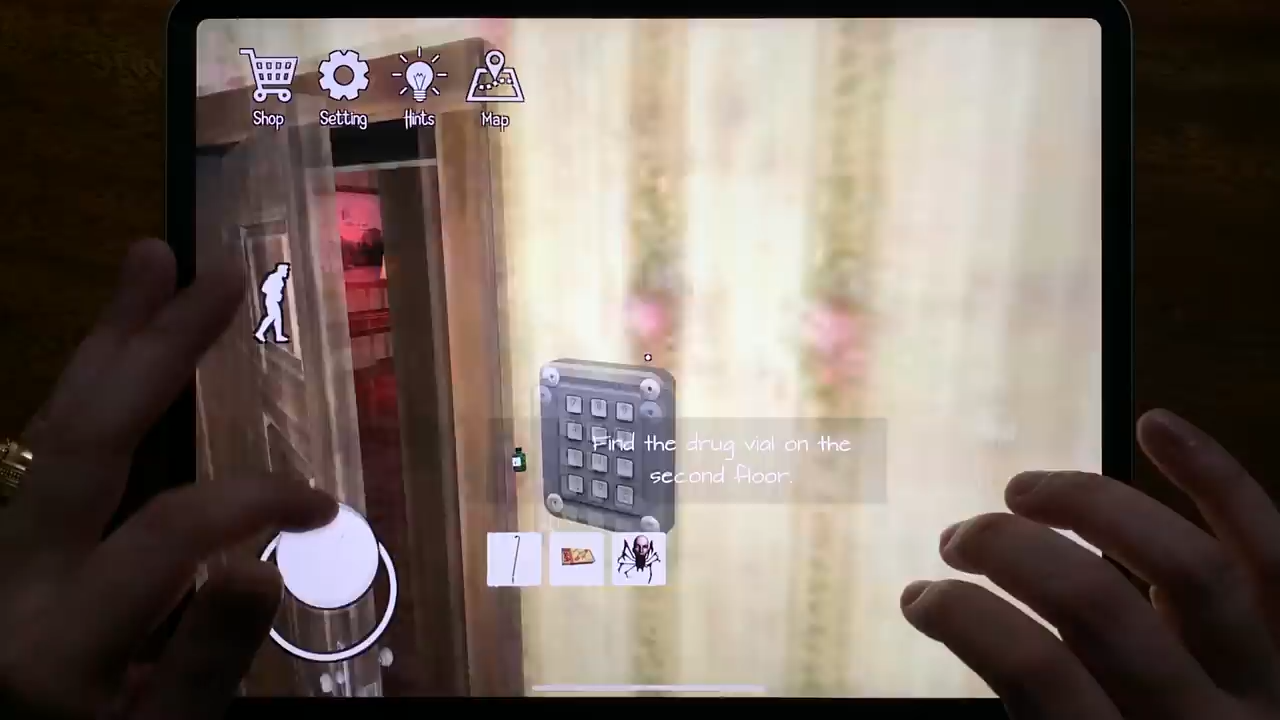 Shop
Setting
Hints
Map
Find the drug vial on the
second floor.